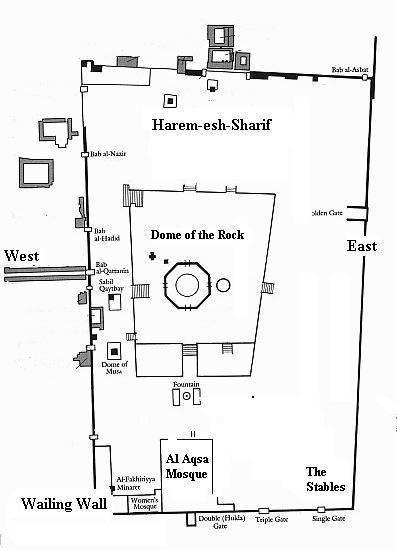 Bab al-Asbat
Harem-esh-Sharif
Bab al-Nazir
olden Gate
Bab
al-Hadid
Dome of the Rock
West
East
Bab
al-Qattanin
Sabil
Qaytbay
Dome of
Musa
Fountain
Al Aqsa
Mosque
The
Stables
Al-Fakhiriyya
Minaret
Women's
Mosque
Wailing Wall
Double (Hulda)
Gate
Triple Gate
Single Gate